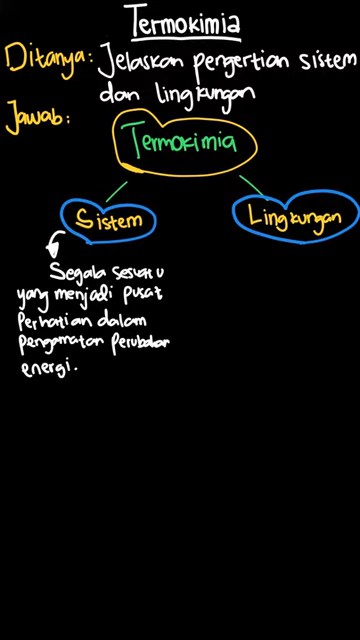 Termokimia
Ditanya: Jelaskan pengertian sistem
dan lingkungan
Jawab:
Termokimia
Sistem
Lingkungan
Segala sesuatu
yang menjadi pusat
perhatian dalam
pengamatan perubahan
energi.